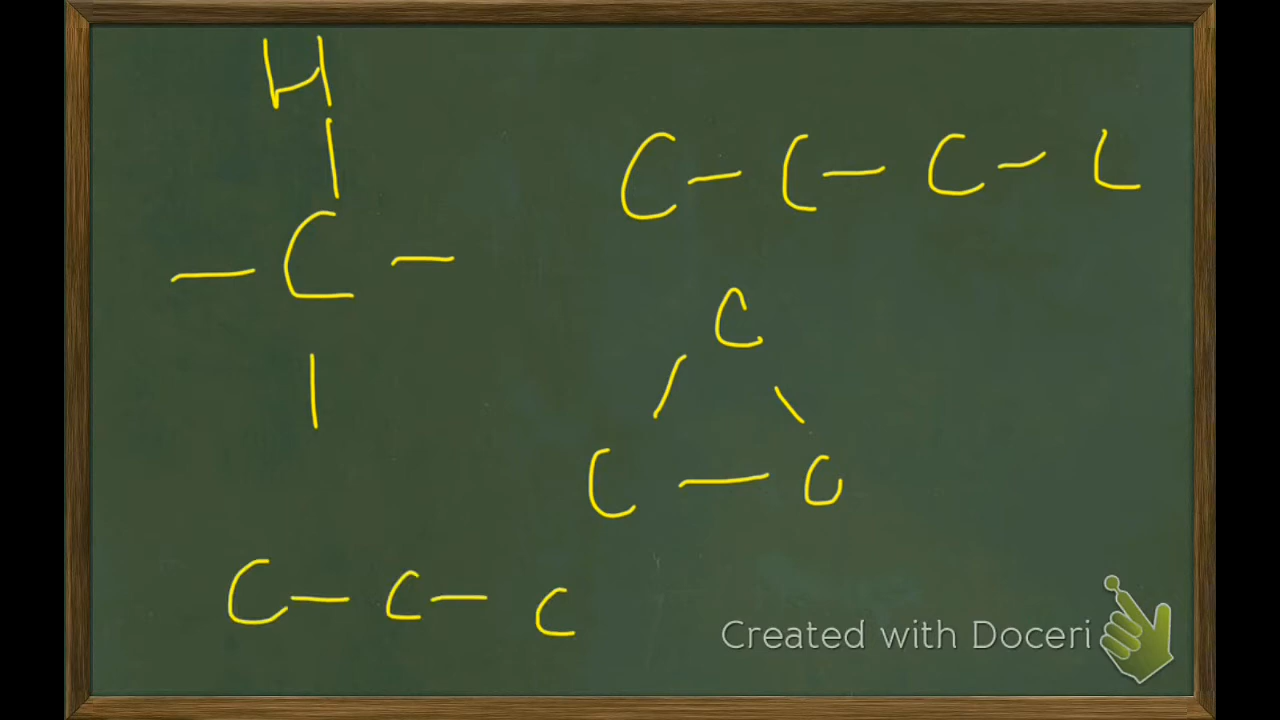 H
C - C - C - C
- C -
C
C - C
C - C - C
Created with Doceri